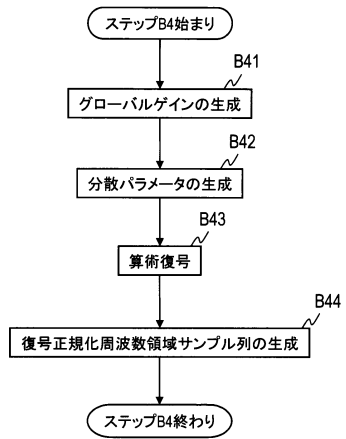 ステップB4始まり
B41
グローバルゲインの生成
B42
分散パラメータの生成
B43
算術復号
B44
復号正規化周波数領域サンプル列の生成
ステップB4終わり